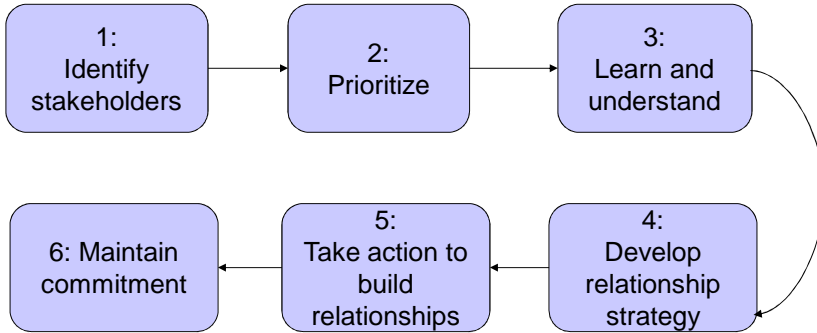 1:
Identify
stakeholders
2:
Prioritize
3:
Learn and
understand
4:
Develop
relationship
strategy
5:
Take action to
build
relationships
6: Maintain
commitment